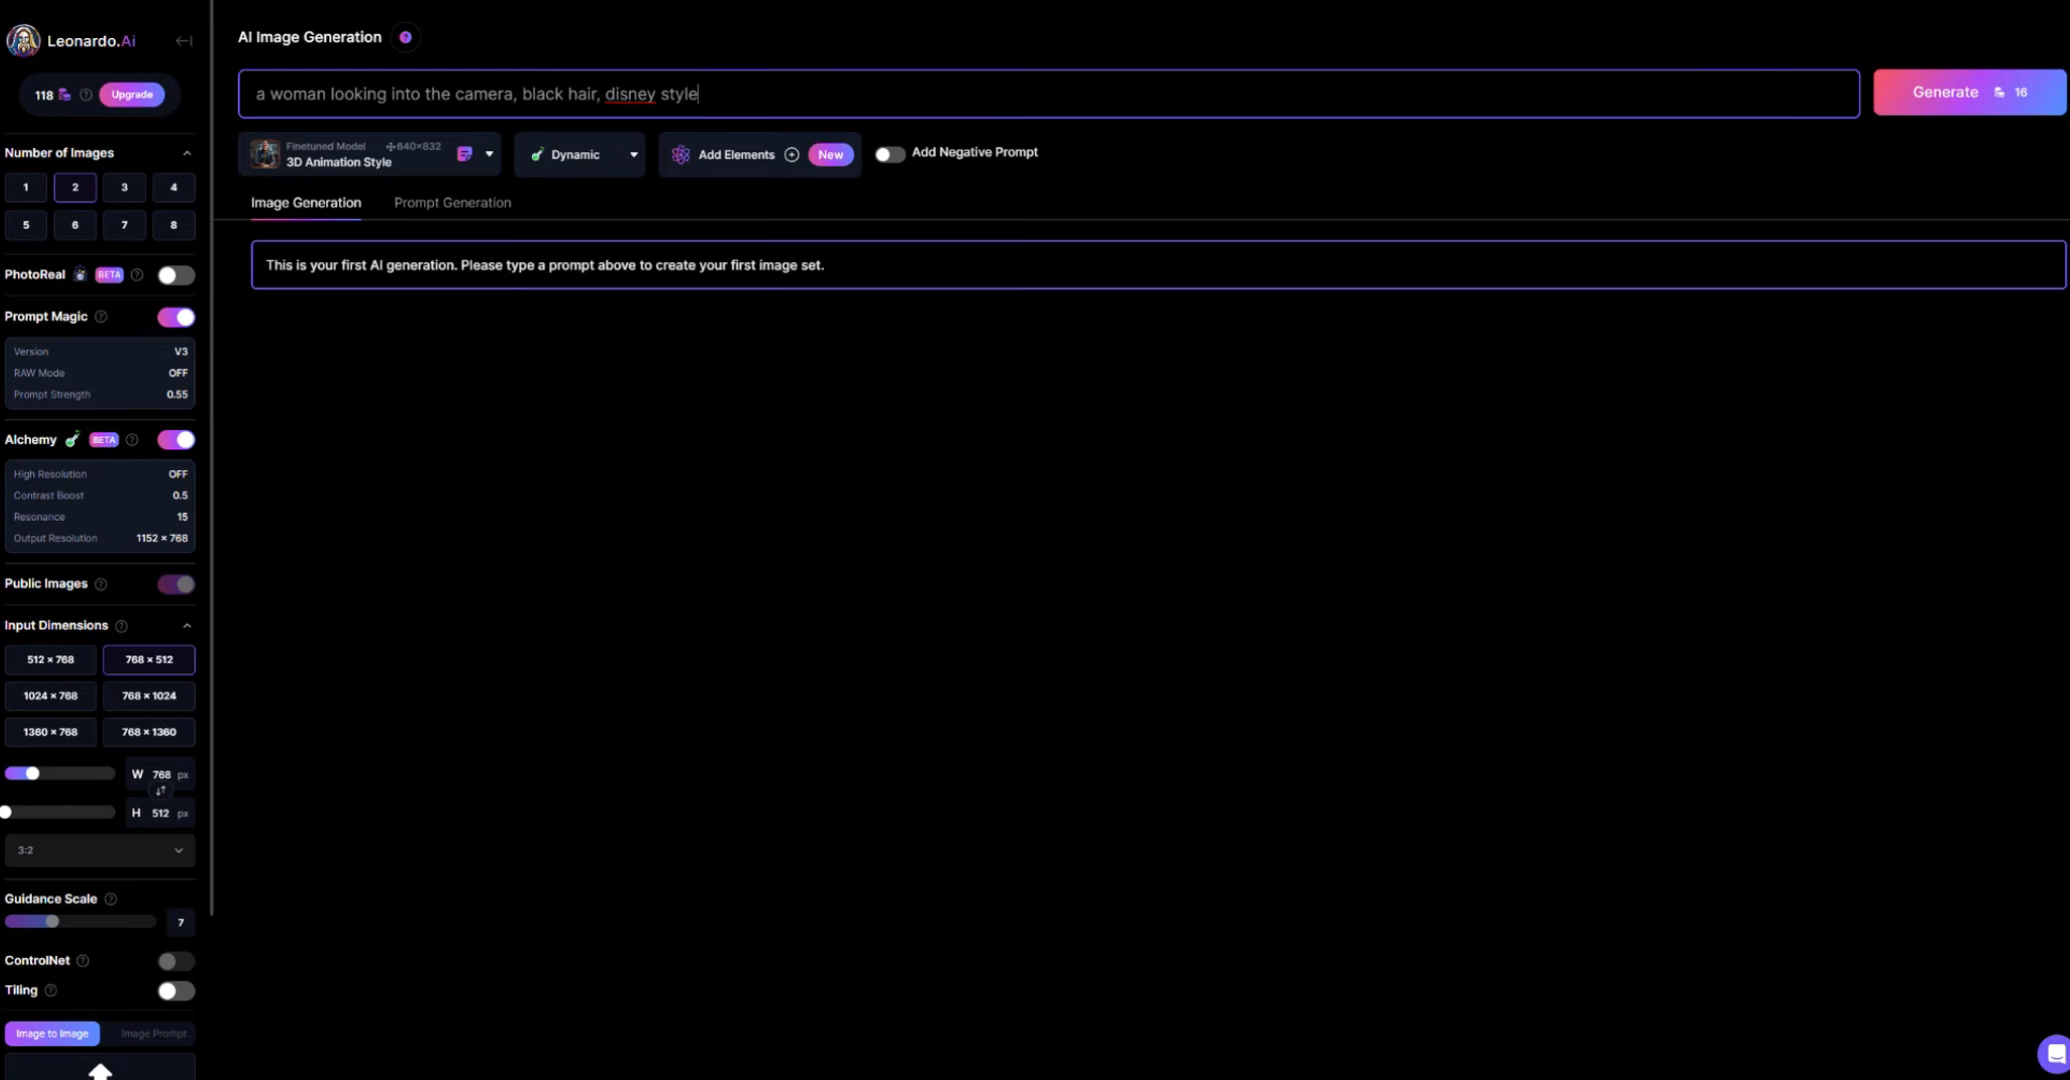 Leonardo.Ai
118 Upgrade
Number of Images
1 2 3 4
5 6 7 8
PhotoReal BETA
Prompt Magic
Version V3
RAW Mode OFF
Prompt Strength 0.55
Alchemy BETA
High Resolution OFF
Contrast Boost 0.5
Resonance 15
Output Resolution 1152 × 768
Public Images
Input Dimensions
512 × 768 768 × 512
1024 × 768 768 × 1024
1360 × 768 768 × 1360
W 768 px
H 512 px
3:2
Guidance Scale
7
ControlNet
Tiling
Image to Image Image Prompt
AI Image Generation
a woman looking into the camera, black hair, disney style
Generate 16
Finetuned Model 640×832
3D Animation Style
Dynamic
Add Elements New
Add Negative Prompt
Image Generation Prompt Generation
This is your first AI generation. Please type a prompt above to create your first image set.